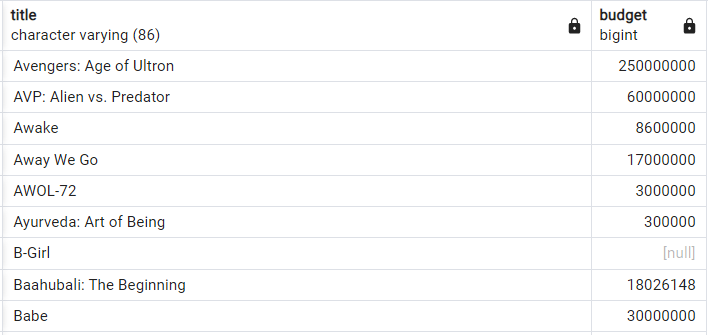 title budget
character varying (86) bigint
Avengers: Age of Ultron 250000000
AVP: Alien vs. Predator 60000000
Awake 8600000
Away We Go 17000000
AWOL-72 3000000
Ayurveda: Art of Being 300000
B-Girl [null]
Baahubali: The Beginning 18026148
Babe 30000000